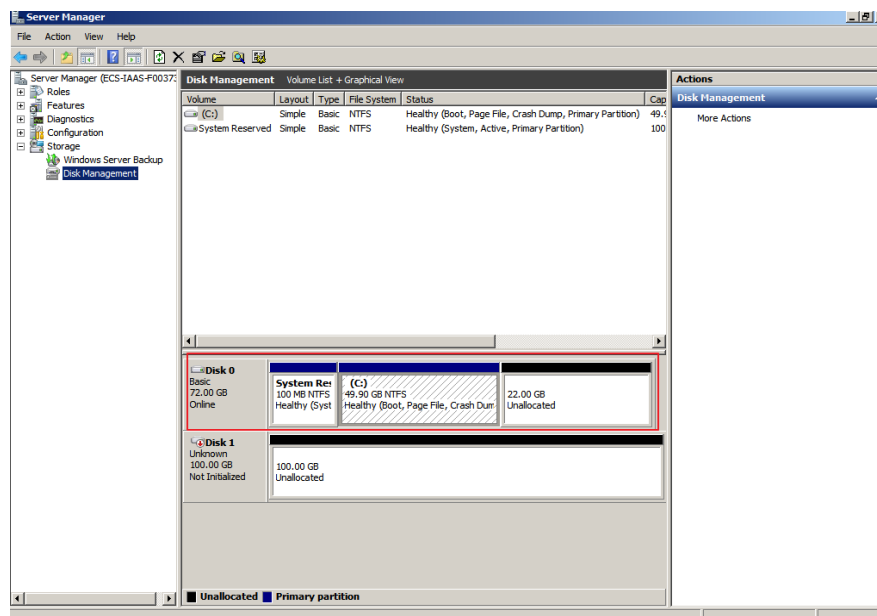 Server Manager
File Action View Help
Server Manager (ECS-IAAS-F0037:
Roles
Features
Diagnostics
Configuration
Storage
Windows Server Backup
Disk Management
Disk Management Volume List + Graphical View
Volume Layout Type File System Status Cap
(C:) Simple Basic NTFS Healthy (Boot, Page File, Crash Dump, Primary Partition) 49.9
System Reserved Simple Basic NTFS Healthy (System, Active, Primary Partition) 100
Disk 0
Basic
72.00 GB
Online
System Res
100 MB NTFS
Healthy (Syst
(C:)
49.90 GB NTFS
Healthy (Boot, Page File, Crash Dum
22.00 GB
Unallocated
Disk 1
Unknown
100.00 GB
Not Initialized
100.00 GB
Unallocated
Unallocated Primary partition
Actions
Disk Management
More Actions